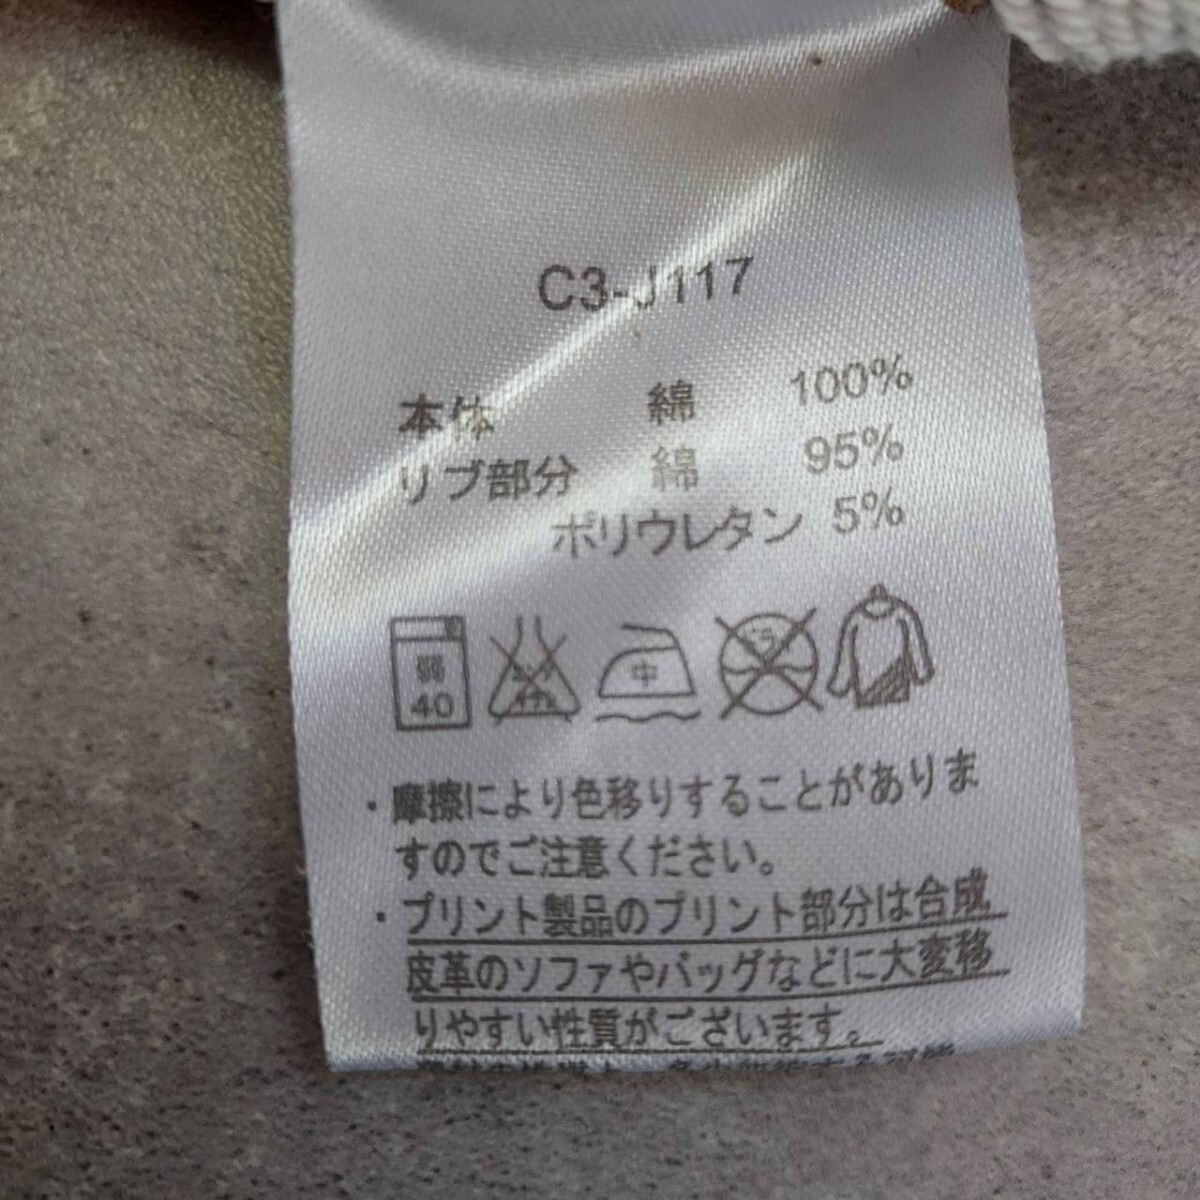 C3-J117
本体 綿 100%
リブ部分 綿 95%
ポリウレタン 5%
弱 40 中 ドライ
・摩擦により色移りすることがありま
すのでご注意ください。
・プリント製品のプリント部分は合成
皮革のソファやバッグなどに大変移
りやすい性質がございます。